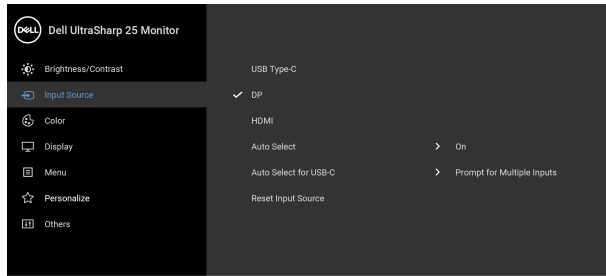 DELL Dell UltraSharp 25 Monitor
Brightness/Contrast USB Type-C
Input Source DP
Color HDMI
Display Auto Select On
Menu Auto Select for USB-C Prompt for Multiple Inputs
Personalize Reset Input Source
Others